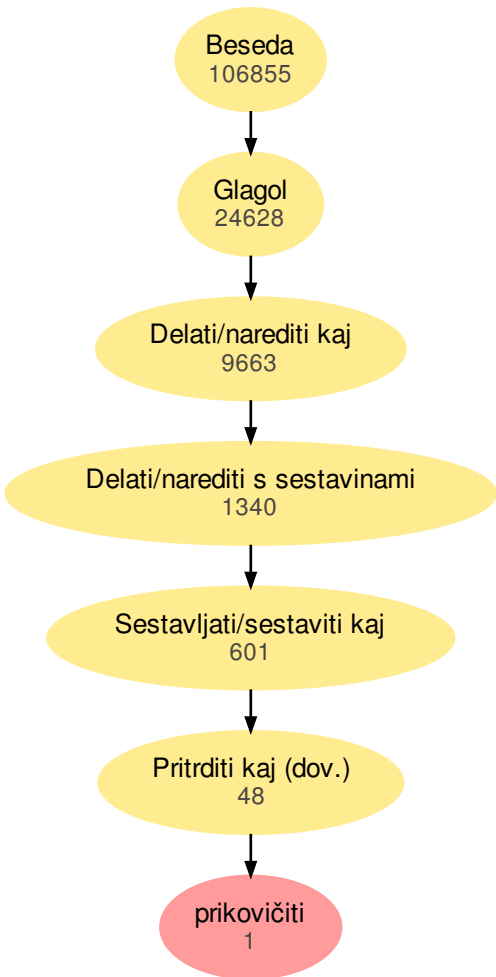 Beseda
106855
Glagol
24628
Delati/narediti kaj
9663
Delati/narediti s sestavinami
1340
Sestavljati/sestaviti kaj
601
Pritrditi kaj (dov.)
48
prikovičiti
1